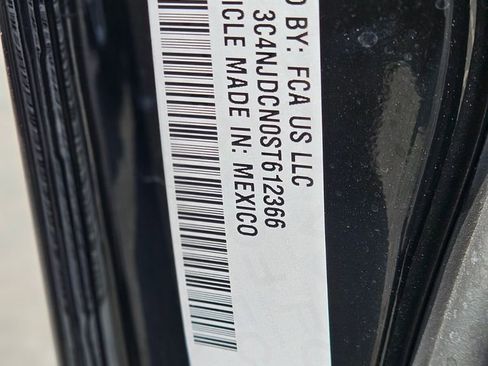 D BY: FCA US LLC
3C4NJDCN0ST612366
ICLE MADE IN: MEXICO